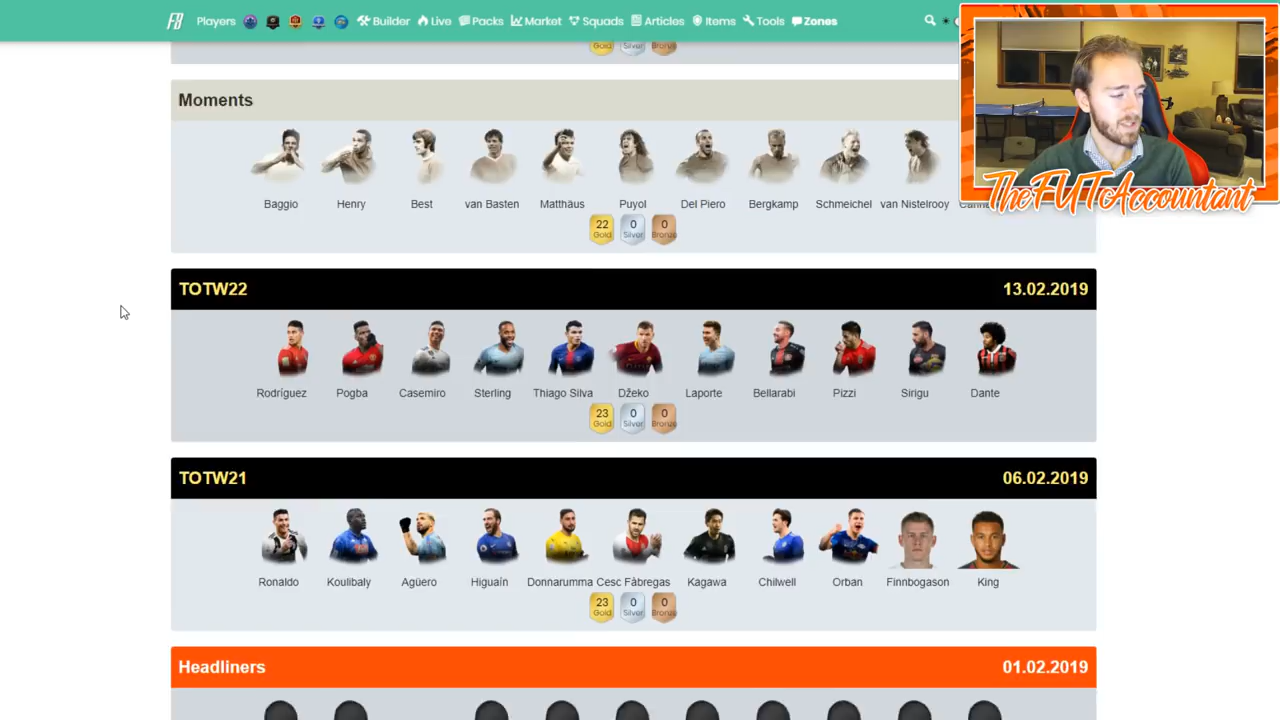 FB Players Builder Live Packs Market Squads Articles Items Tools Zones
Gold Silver Bronze
Moments
Baggio Henry Best van Basten Matthäus Puyol Del Piero Bergkamp Schmeichel van Nistelrooy
22 Gold 0 Silver 0 Bronze
TheFUTAccountant
TOTW22 13.02.2019
Rodríguez Pogba Casemiro Sterling Thiago Silva Džeko Laporte Bellarabi Pizzi Sirigu Dante
23 Gold 0 Silver 0 Bronze
TOTW21 06.02.2019
Ronaldo Koulibaly Agüero Higuaín Donnarumma Cesc Fàbregas Kagawa Chilwell Orban Finnbogason King
23 Gold 0 Silver 0 Bronze
Headliners 01.02.2019